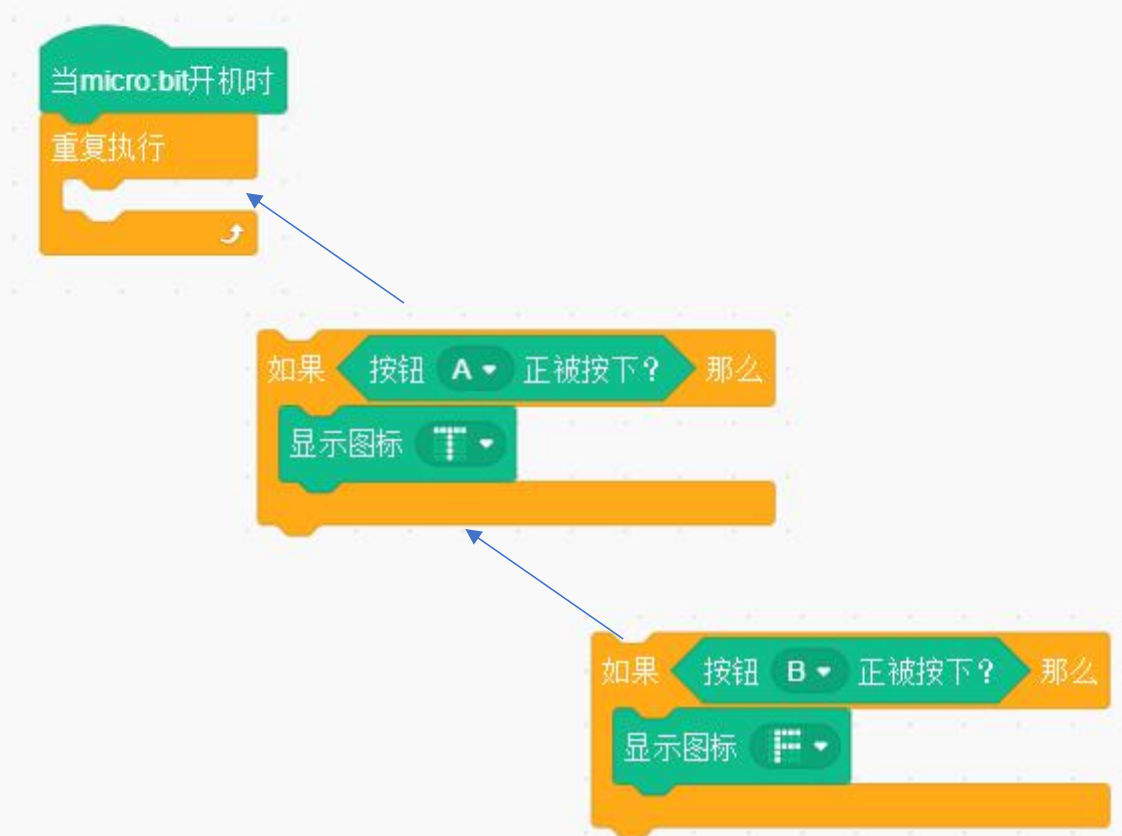 当micro:bit开机时
重复执行
如果 按钮 A 正被按下? 那么
显示图标
如果 按钮 B 正被按下? 那么
显示图标